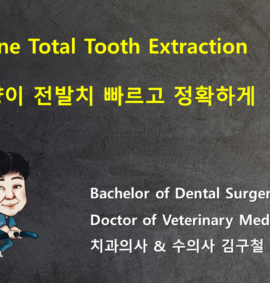 ne Total Tooth Extraction
이 전발치 빠르고 정확하게
Bachelor of Dental Surger
Doctor of Veterinary Med
치과의사 & 수의사 김구철